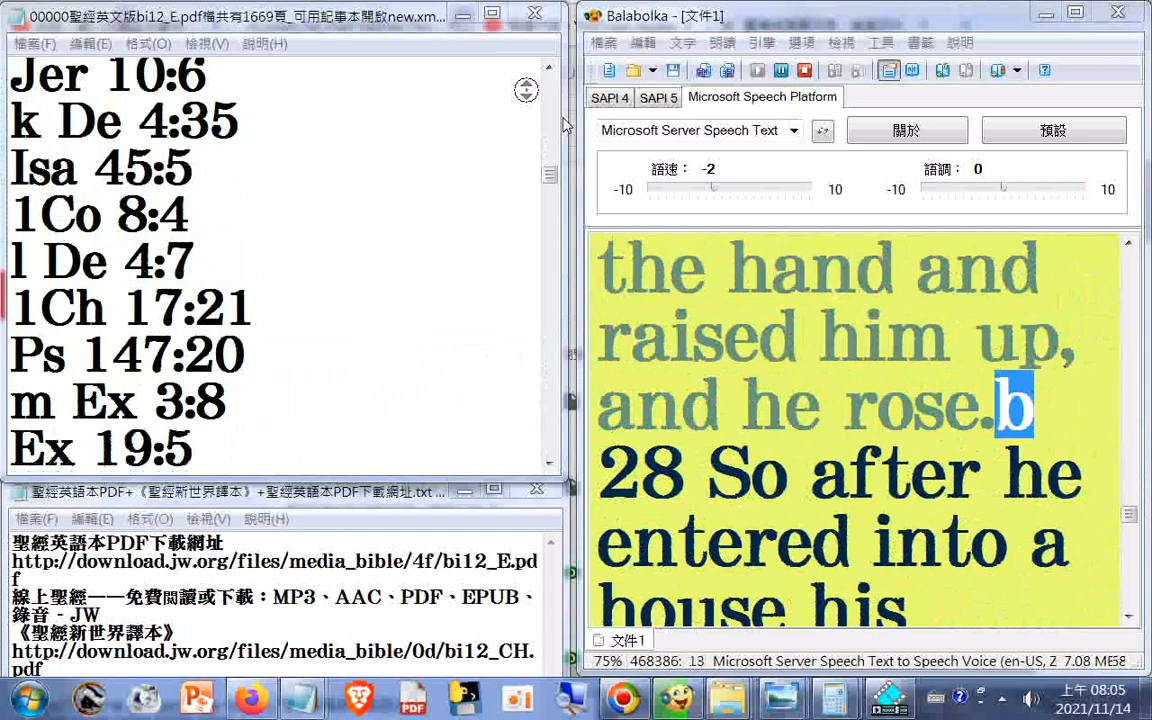 00000聖經英文版bi12_E.pdf檔共有1669頁_可用記事本開啟new.xm...
檔案(F) 編輯(E) 格式(O) 檢視(V) 說明(H)
Jer 10:6
k De 4:35
Isa 45:5
1Co 8:4
l De 4:7
1Ch 17:21
Ps 147:20
m Ex 3:8
Ex 19:5
聖經英語本PDF+《聖經新世界譯本》+聖經英語本PDF下載網址.txt ...
檔案(F) 編輯(E) 格式(O) 檢視(V) 說明(H)
聖經英語本PDF下載網址
http://download.jw.org/files/media_bible/4f/bi12_E.pd
f
線上聖經——免費閱讀或下載：MP3、AAC、PDF、EPUB、
錄音 - JW
《聖經新世界譯本》
http://download.jw.org/files/media_bible/0d/bi12_CH.
pdf
Balabolka - [文件1]
檔案 編輯 文字 朗讀 引擎 選項 檢視 工具 書籤 說明
SAPI 4 SAPI 5 Microsoft Speech Platform
Microsoft Server Speech Text 關於 預設
語速： -2 語調： 0
-10 10 -10 10
the hand and
raised him up,
and he rose.b
28 So after he
entered into a
house his
文件1
75% 468386: 13 Microsoft Server Speech Text to Speech Voice (en-US, Z 7.08 ME58
PDF
上午 08:05
2021/11/14